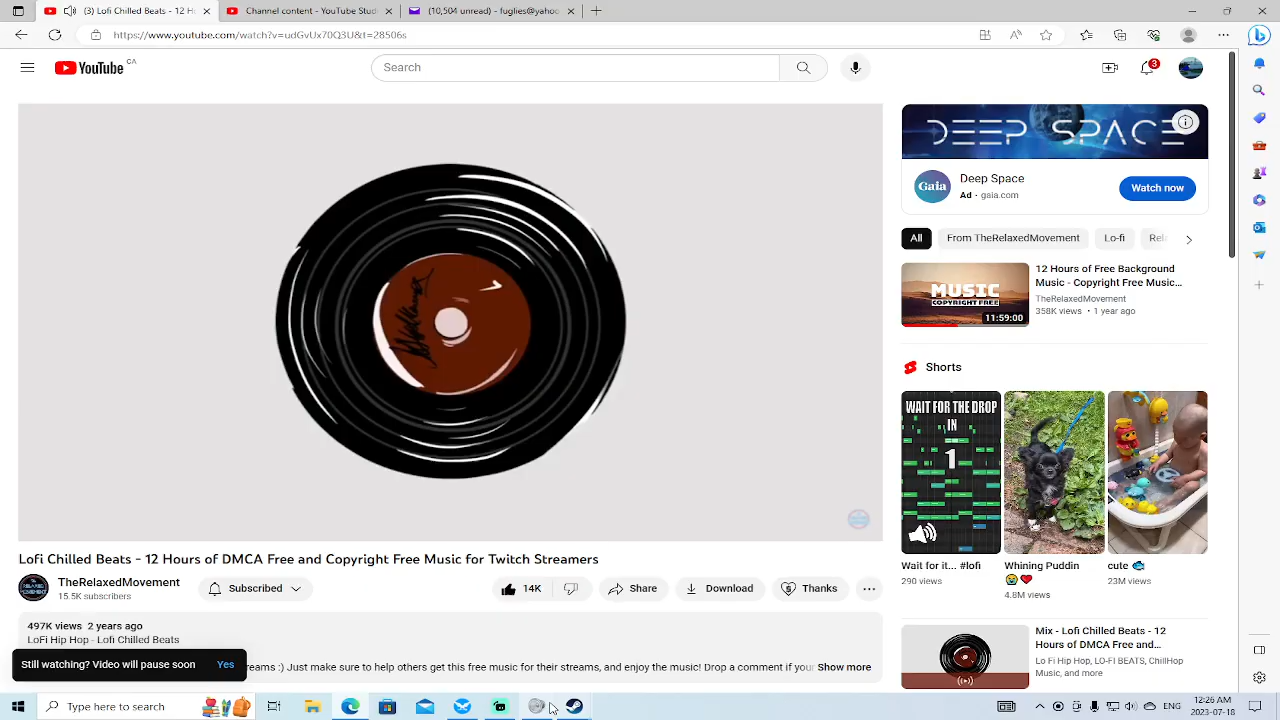 (3) Lofi Chilled Beats - 12 H
Channel content - YouTube Stud
(10,504 unread) - fuglies@yahoo
https://www.youtube.com/watch?v=udGvUx70Q3U&t=28506s
YouTube CA
Search
3
DEEP SPACE
Gaia
Deep Space
Ad · gaia.com
Watch now
All
From TheRelaxedMovement
Lo-fi
Rel
MUSIC
COPYRIGHT FREE
11:59:00
12 Hours of Free Background
Music - Copyright Free Music...
TheRelaxedMovement
358K views • 1 year ago
Shorts
WAIT FOR THE DROP
IN
1
Wait for it... #lofi
290 views
Whining Puddin
😭❤️
4.8M views
cute 🐟
23M views
Lofi Chilled Beats - 12 Hours of DMCA Free and Copyright Free Music for Twitch Streamers
TheRelaxedMovement
15.5K subscribers
Subscribed
14K
Share
Download
Thanks
497K views 2 years ago
LoFi Hip Hop - Lofi Chilled Beats
reams :) Just make sure to help others get this free music for their streams, and enjoy the music! Drop a comment if your Show more
Still watching? Video will pause soon
Yes
Mix - Lofi Chilled Beats - 12
Hours of DMCA Free and...
Lo Fi Hip Hop, LO-FI BEATS, ChillHop
Music, and more
Type here to search
ENG
12:26 AM
2023-07-18